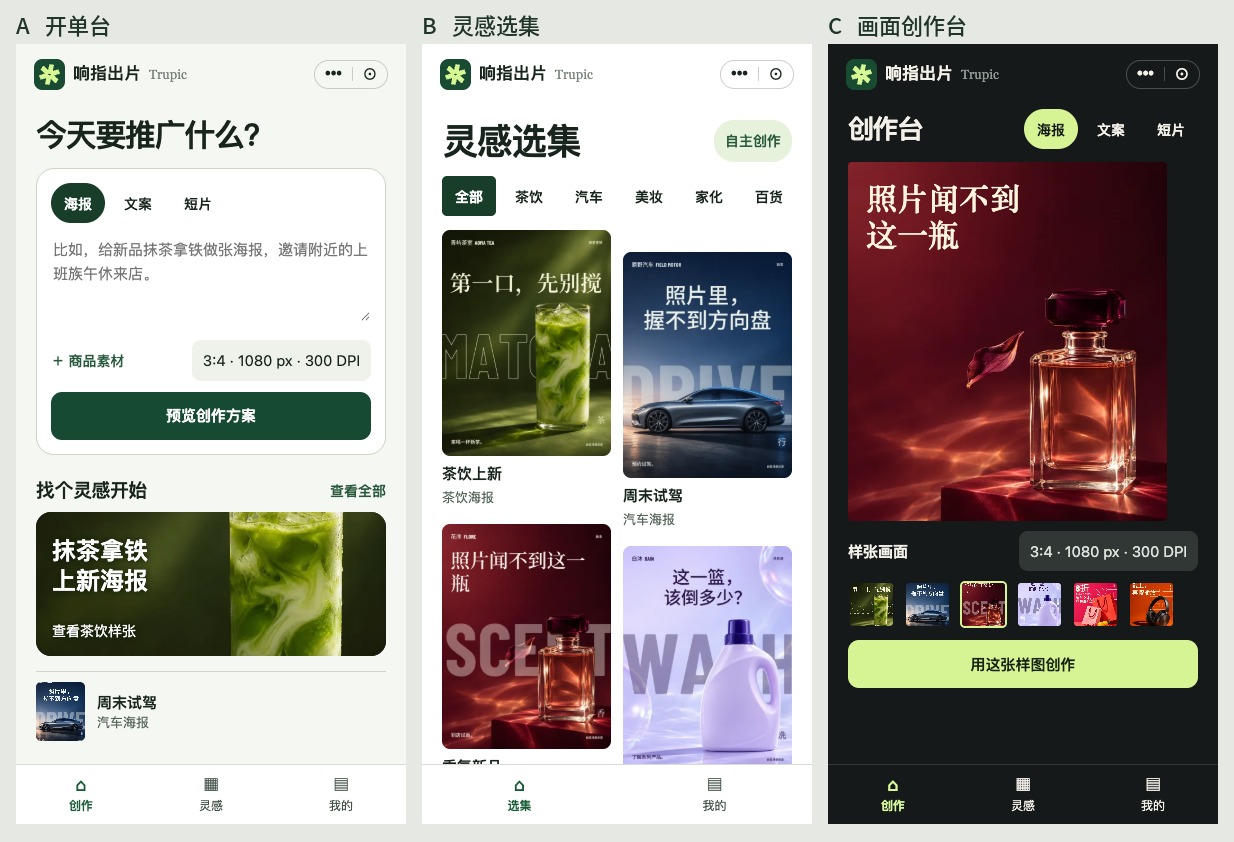 A 开单台
响指出片 Trupic
今天要推广什么?
海报 文案 短片
比如，给新品抹茶拿铁做张海报，邀请附近的上
班族午休来店。
+ 商品素材
3:4 · 1080 px · 300 DPI
预览创作方案
找个灵感开始 查看全部
抹茶拿铁
上新海报
查看茶饮样张
周末试驾
汽车海报
创作 灵感 我的
B 灵感选集
响指出片 Trupic
灵感选集 自主创作
全部 茶饮 汽车 美妆 家化 百货
第一口，先别搅
茶
茶饮上新
茶饮海报
FIELD MOTOR
照片里，
握不到方向盘
DRIVE
行
周末试驾
汽车海报
花序 FLORE
照片闻不到这一
瓶
SCENT
这一篮，
该倒多少?
WASH
洗
选集 我的
C 画面创作台
响指出片 Trupic
创作台 海报 文案 短片
照片闻不到
这一瓶
样张画面 3:4 · 1080 px · 300 DPI
用这张样图创作
创作 灵感 我的